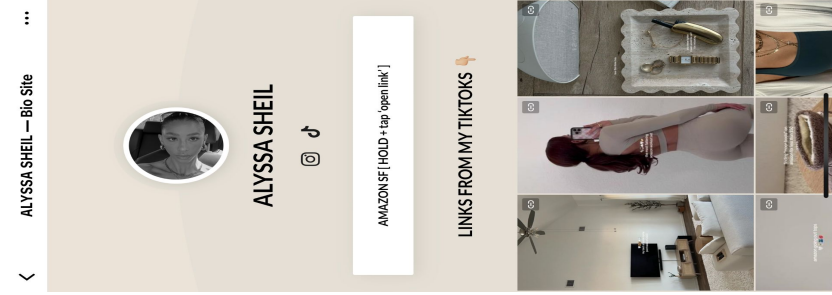 ALYSSA SHEIL — Bio Site
ALYSSA SHEIL
AMAZON SF [ HOLD + tap 'open link' ]
LINKS FROM MY TIKTOKS 👇🏼